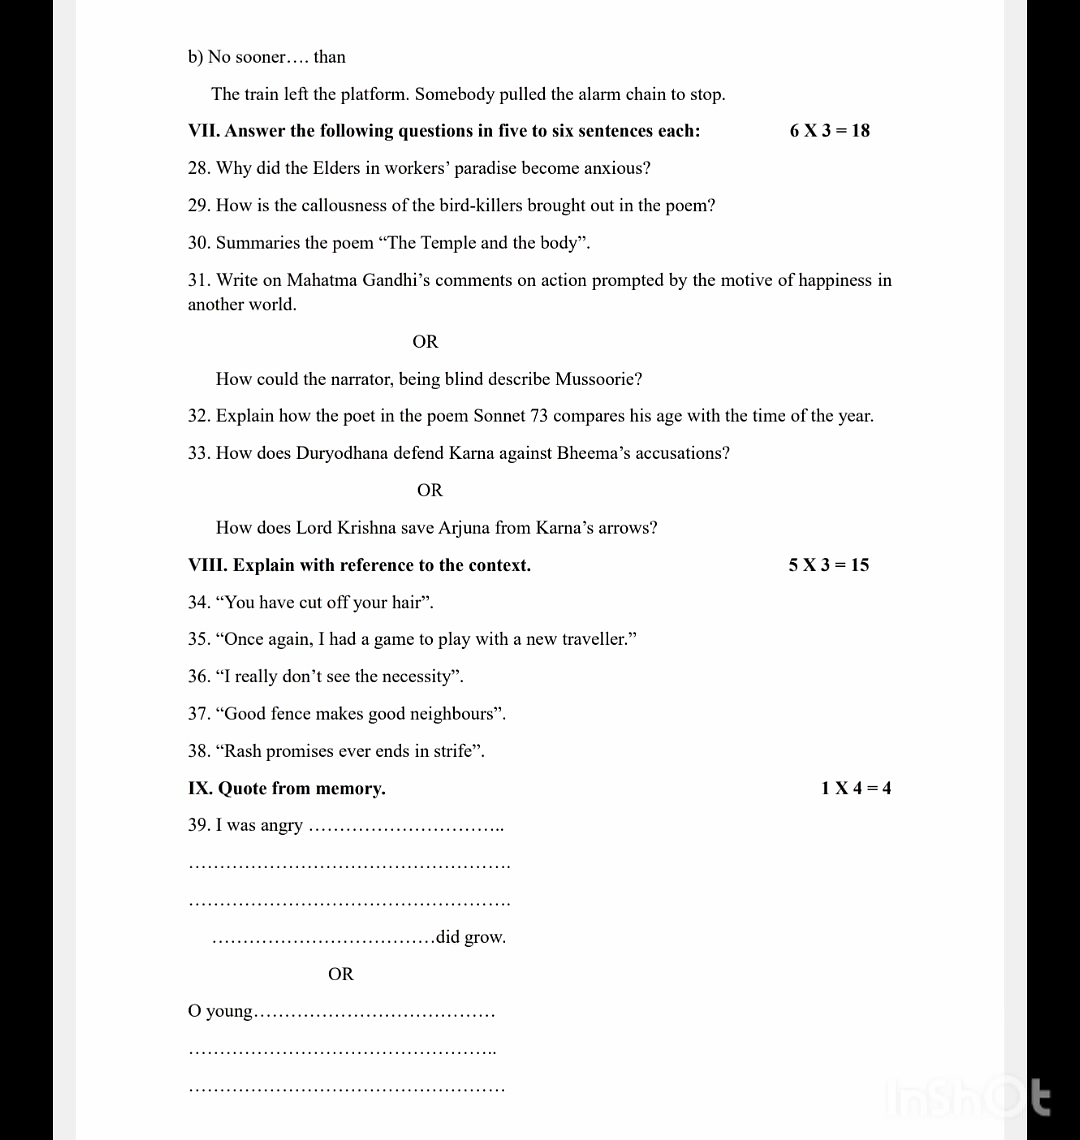 b) No sooner.... than
The train left the platform. Somebody pulled the alarm chain to stop.
VII. Answer the following questions in five to six sentences each: 6 X 3 = 18
28. Why did the Elders in workers’ paradise become anxious?
29. How is the callousness of the bird-killers brought out in the poem?
30. Summaries the poem “The Temple and the body”.
31. Write on Mahatma Gandhi’s comments on action prompted by the motive of happiness in
another world.
OR
How could the narrator, being blind describe Mussoorie?
32. Explain how the poet in the poem Sonnet 73 compares his age with the time of the year.
33. How does Duryodhana defend Karna against Bheema’s accusations?
OR
How does Lord Krishna save Arjuna from Karna’s arrows?
VIII. Explain with reference to the context. 5 X 3 = 15
34. “You have cut off your hair”.
35. “Once again, I had a game to play with a new traveller.”
36. “I really don’t see the necessity”.
37. “Good fence makes good neighbours”.
38. “Rash promises ever ends in strife”.
IX. Quote from memory. 1 X 4 = 4
39. I was angry ……………………………..
……………………………………………….
……………………………………………….
………………………………….did grow.
OR
O young…………………………………….
……………………………………………..
………………………………………………
InShOt